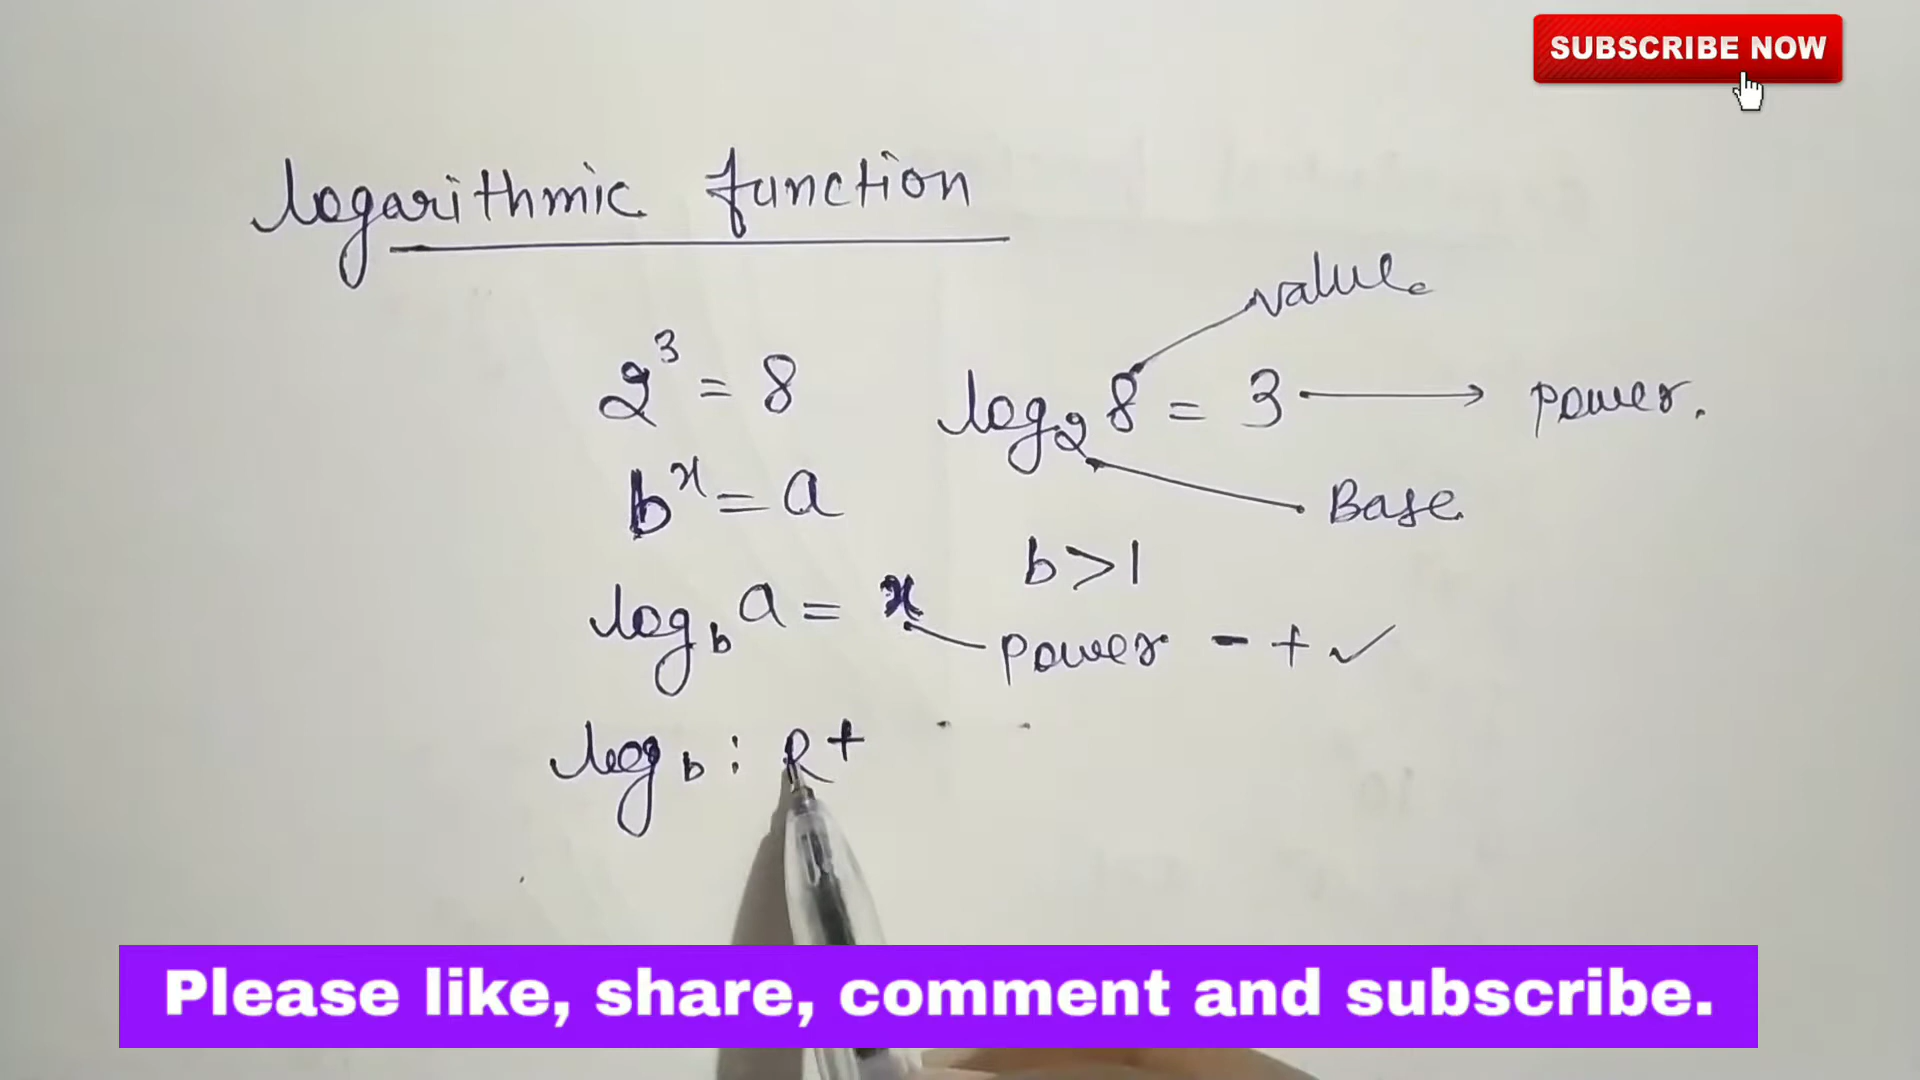 SUBSCRIBE NOW
logarithmic function
value.
2³ = 8
log₂ 8 = 3 → power.
bˣ = a
Base
b > 1
log_b a = x power - + ✓
log_b : R⁺
Please like, share, comment and subscribe.